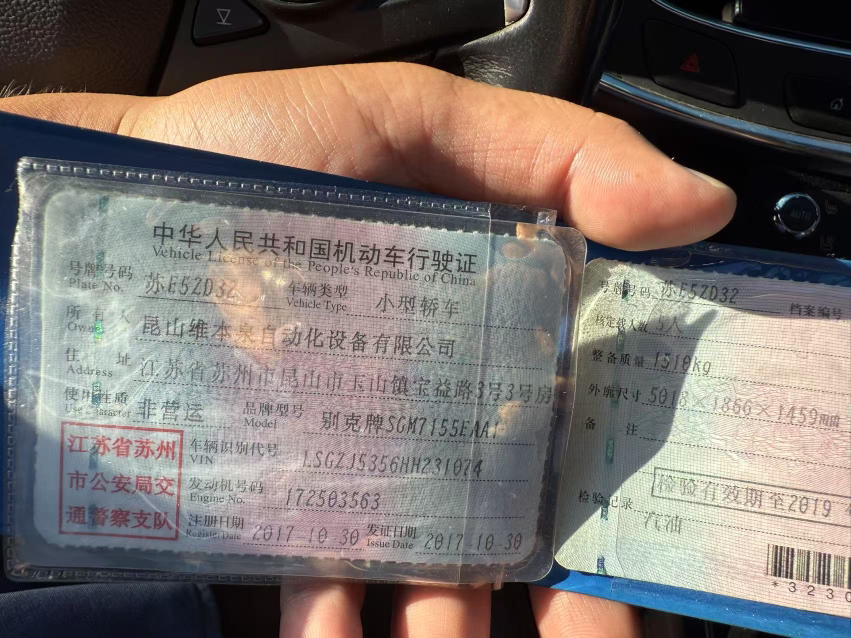 中华人民共和国机动车行驶证
Vehicle License of the People's Republic of China
号牌号码 苏E5ZD32 车辆类型 小型轿车
Plate No. Vehicle Type
所有人 昆山维本泉自动化设备有限公司
Owner
住址 江苏省苏州市昆山市玉山镇宝益路3号3号房
Address
使用性质 非营运 品牌型号 别克牌SGM7155EAA1
Use Character Model
江苏省苏州
市公安局交
通警察支队
车辆识别代号 LSGZJ5356HH231074
VIN
发动机号码 172503563
Engine No.
注册日期 2017-10-30 发证日期 2017-10-30
Register Date Issue Date
号牌号码 苏E5ZD32 档案编号
核定载人数 5人
整备质量 1510kg
外廓尺寸 5018×1866×1459mm
备注
检验有效期至2019
检验记录
汽油
*3230
AUTO